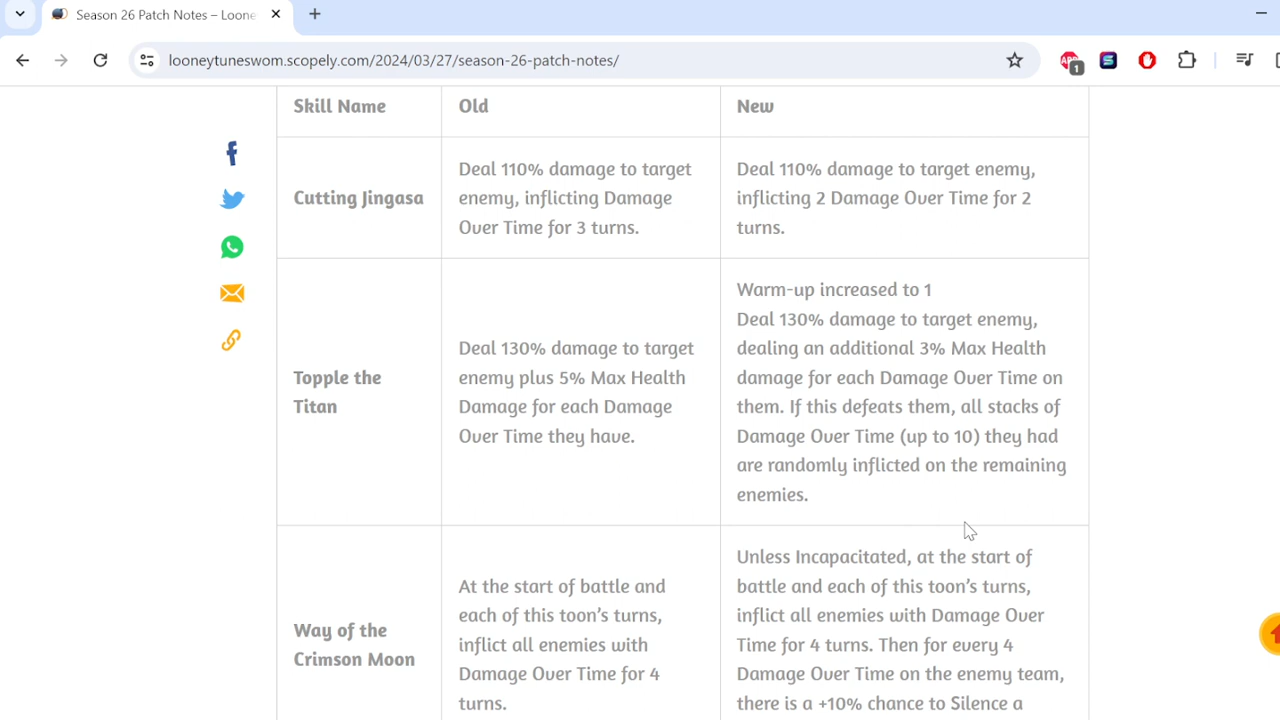 Season 26 Patch Notes – Loone
looneytuneswom.scopely.com/2024/03/27/season-26-patch-notes/
1
Skill Name
Old
New
Cutting Jingasa
Deal 110% damage to target
enemy, inflicting Damage
Over Time for 3 turns.
Deal 110% damage to target enemy,
inflicting 2 Damage Over Time for 2
turns.
Topple the
Titan
Deal 130% damage to target
enemy plus 5% Max Health
Damage for each Damage
Over Time they have.
Warm-up increased to 1
Deal 130% damage to target enemy,
dealing an additional 3% Max Health
damage for each Damage Over Time on
them. If this defeats them, all stacks of
Damage Over Time (up to 10) they had
are randomly inflicted on the remaining
enemies.
Way of the
Crimson Moon
At the start of battle and
each of this toon's turns,
inflict all enemies with
Damage Over Time for 4
turns.
Unless Incapacitated, at the start of
battle and each of this toon's turns,
inflict all enemies with Damage Over
Time for 4 turns. Then for every 4
Damage Over Time on the enemy team,
there is a +10% chance to Silence a